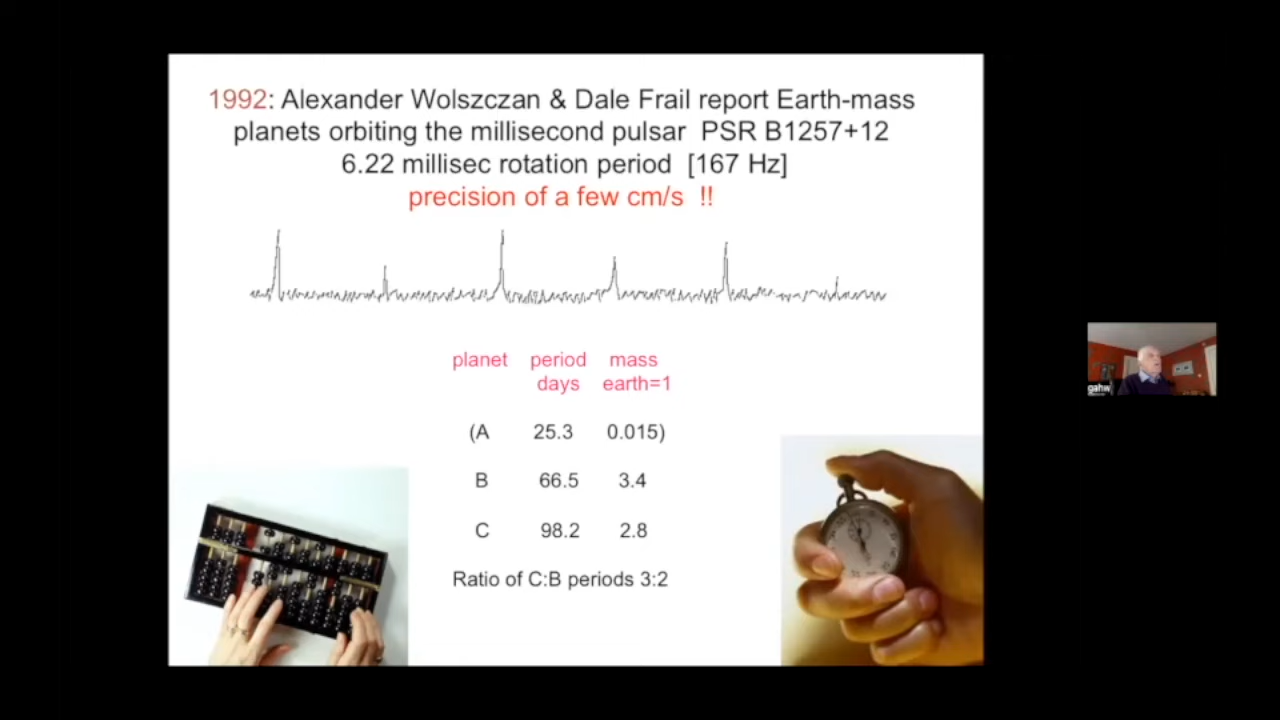 1992: Alexander Wolszczan & Dale Frail report Earth-mass
planets orbiting the millisecond pulsar PSR B1257+12
6.22 millisec rotation period [167 Hz]
precision of a few cm/s !!
planet period mass
days earth=1
(A 25.3 0.015)
B 66.5 3.4
C 98.2 2.8
Ratio of C:B periods 3:2
gahw